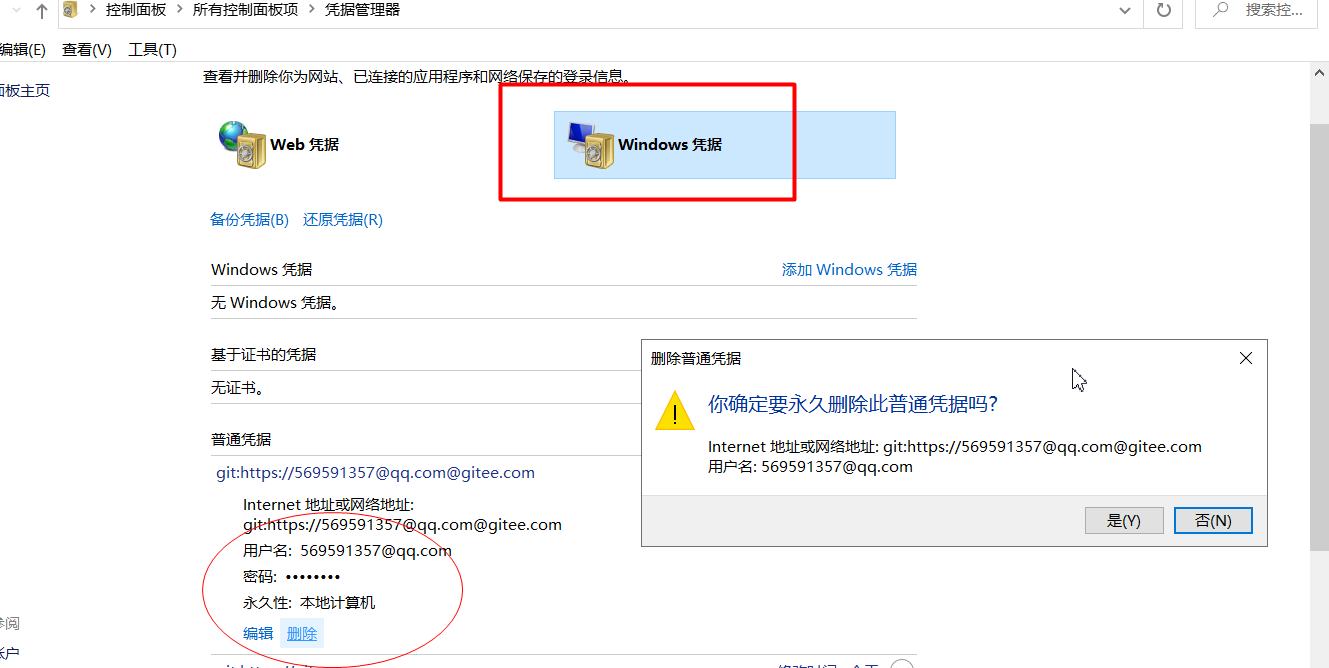 控制面板 > 所有控制面板项 > 凭据管理器
搜索控...
编辑(E) 查看(V) 工具(T)
面板主页
查看并删除你为网站、已连接的应用程序和网络保存的登录信息。
Web 凭据
Windows 凭据
备份凭据(B) 还原凭据(R)
Windows 凭据
添加 Windows 凭据
无 Windows 凭据。
基于证书的凭据
无证书。
普通凭据
git:https://569591357@qq.com@gitee.com
Internet 地址或网络地址:
git:https://569591357@qq.com@gitee.com
用户名: 569591357@qq.com
密码: ••••••••
永久性: 本地计算机
编辑 删除
删除普通凭据
你确定要永久删除此普通凭据吗?
Internet 地址或网络地址: git:https://569591357@qq.com@gitee.com
用户名: 569591357@qq.com
是(Y)
否(N)
参阅
帐户